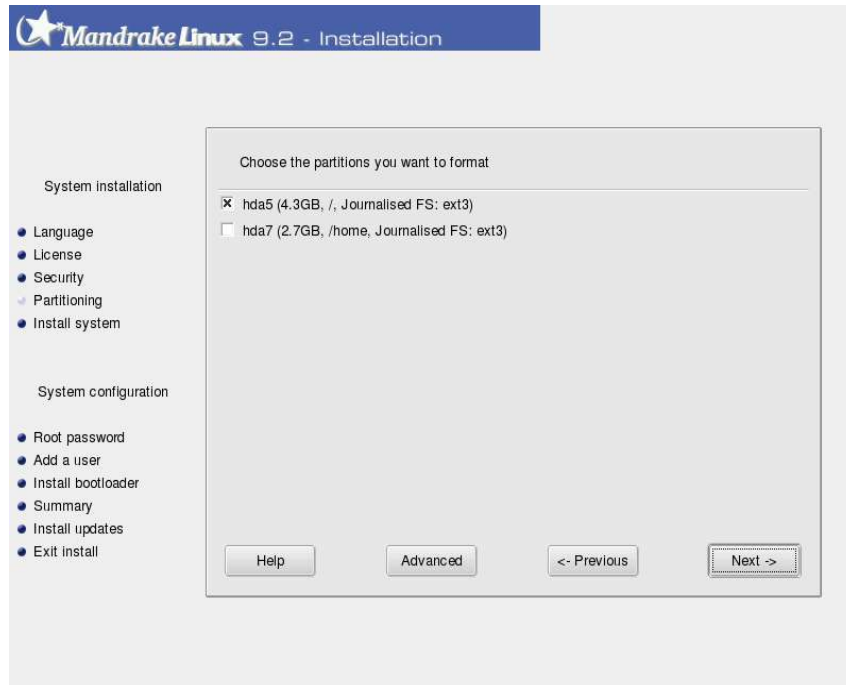 MandrakeLinux 9.2 - Installation
System installation
Language
License
Security
Partitioning
Install system
System configuration
Root password
Add a user
Install bootloader
Summary
Install updates
Exit install
Choose the partitions you want to format
hda5 (4.3GB, /, Journalised FS: ext3)
hda7 (2.7GB, /home, Journalised FS: ext3)
Help
Advanced
<- Previous
Next ->